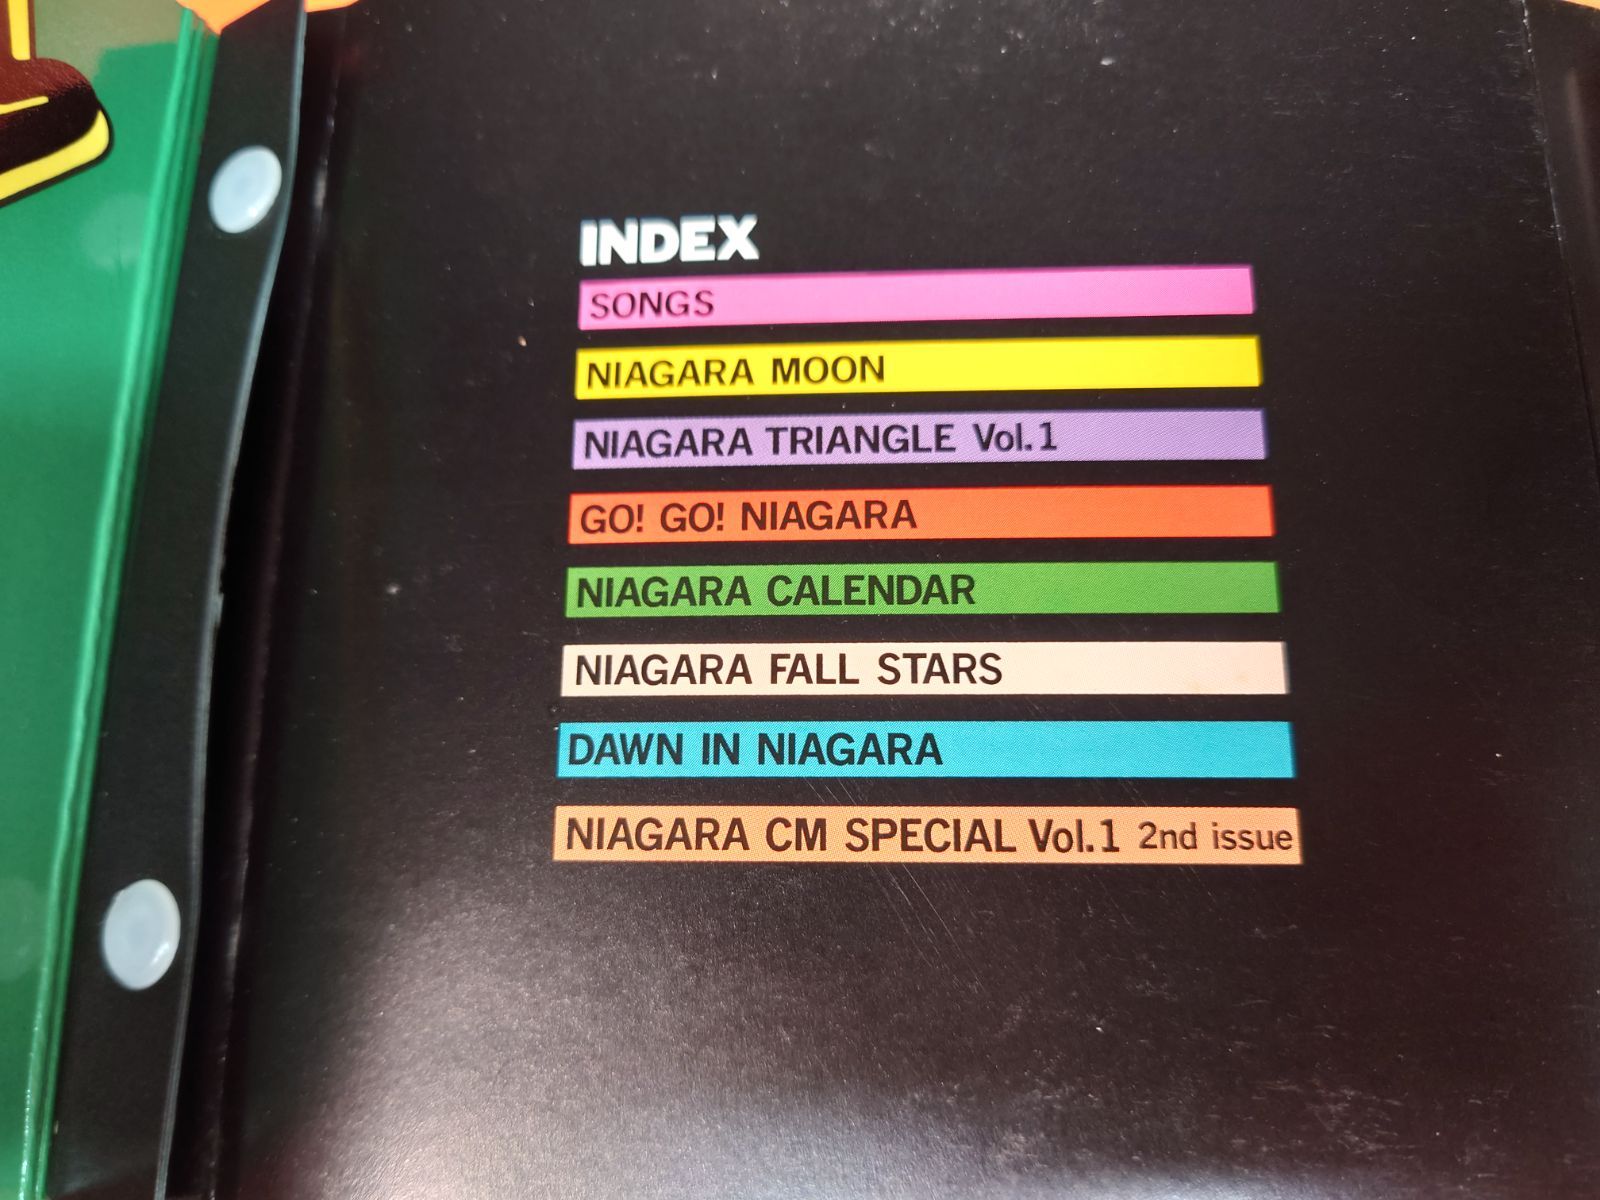 INDEX
SONGS
NIAGARA MOON
NIAGARA TRIANGLE Vol.1
GO! GO! NIAGARA
NIAGARA CALENDAR
NIAGARA FALL STARS
DAWN IN NIAGARA
NIAGARA CM SPECIAL Vol.1 2nd issue